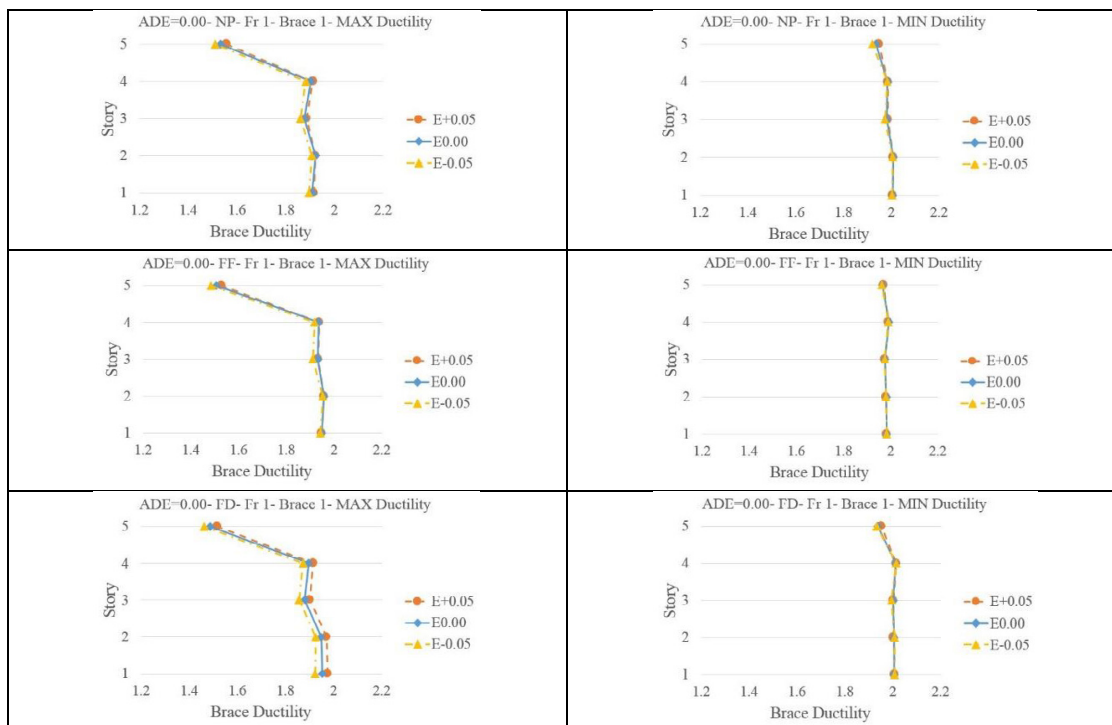 ADE=0.00- NP- Fr 1- Brace 1- MAX Ductility
5
4
3
2
1
Story
1.2 1.4 1.6 1.8 2 2.2
Brace Ductility
E+0.05
E0.00
E-0.05
ADE=0.00- NP- Fr 1- Brace 1- MIN Ductility
5
4
3
2
1
Story
1.2 1.4 1.6 1.8 2 2.2
Brace Ductility
E+0.05
E0.00
E-0.05
ADE=0.00- FF- Fr 1- Brace 1- MAX Ductility
5
4
3
2
1
Story
1.2 1.4 1.6 1.8 2 2.2
Brace Ductility
E+0.05
E0.00
E-0.05
ADE=0.00- FF- Fr 1- Brace 1- MIN Ductility
5
4
3
2
1
Story
1.2 1.4 1.6 1.8 2 2.2
Brace Ductility
E+0.05
E0.00
E-0.05
ADE=0.00- FD- Fr 1- Brace 1- MAX Ductility
5
4
3
2
1
Story
1.2 1.4 1.6 1.8 2 2.2
Brace Ductility
E+0.05
E0.00
E-0.05
ADE=0.00- FD- Fr 1- Brace 1- MIN Ductility
5
4
3
2
1
Story
1.2 1.4 1.6 1.8 2 2.2
Brace Ductility
E+0.05
E0.00
E-0.05